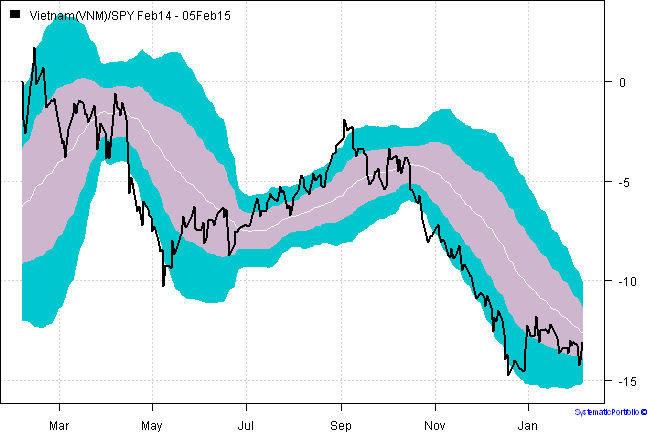 Vietnam(VNM)/SPY Feb14 - 05Feb15
0
-5
-10
-15
Mar May Jul Sep Nov Jan
SystematicPortfolio ©